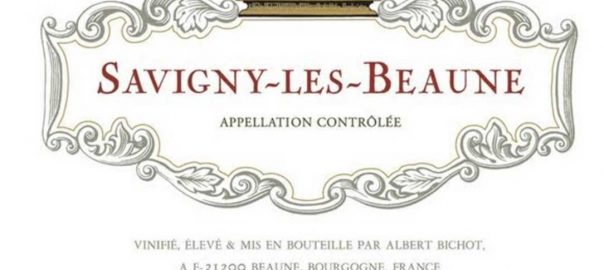 SAVIGNY-LES-BEAUNE
APPELLATION CONTRÔLÉE
VINIFIÉ, ÉLEVÉ & MIS EN BOUTEILLE PAR ALBERT BICHOT,
A F-21200 BEAUNE, BOURGOGNE, FRANCE